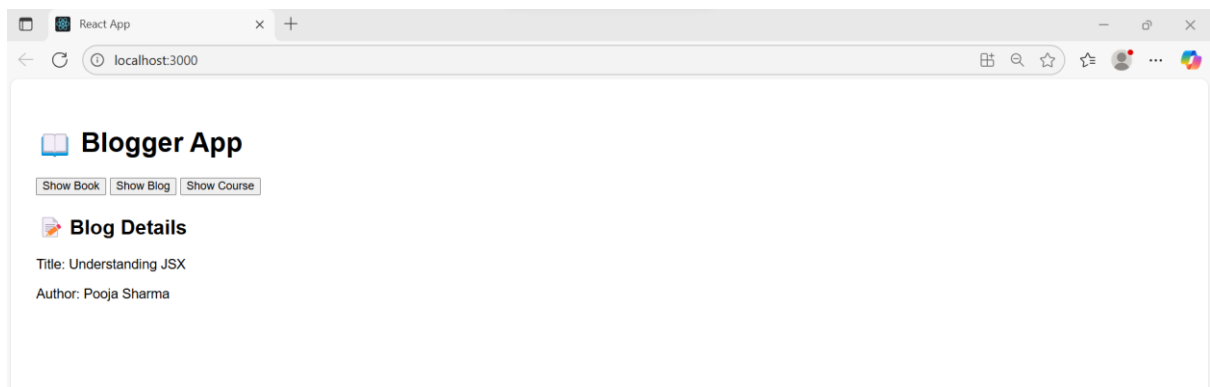 React App
localhost:3000
📖 Blogger App
Show Book Show Blog Show Course
📝 Blog Details
Title: Understanding JSX
Author: Pooja Sharma